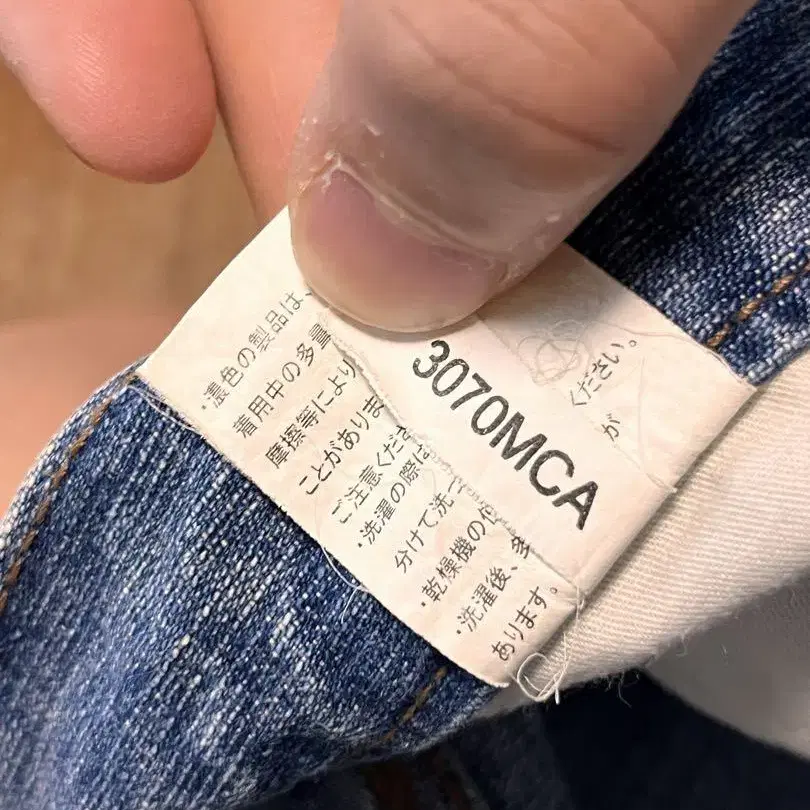 ・濃色の製品は、
着用中の多量
摩擦等により
ことがありま
ご注意くださ
・洗濯の際は
分けて洗
・乾燥機の使
・洗濯後、多
あります。
3070MCA
ください。
が